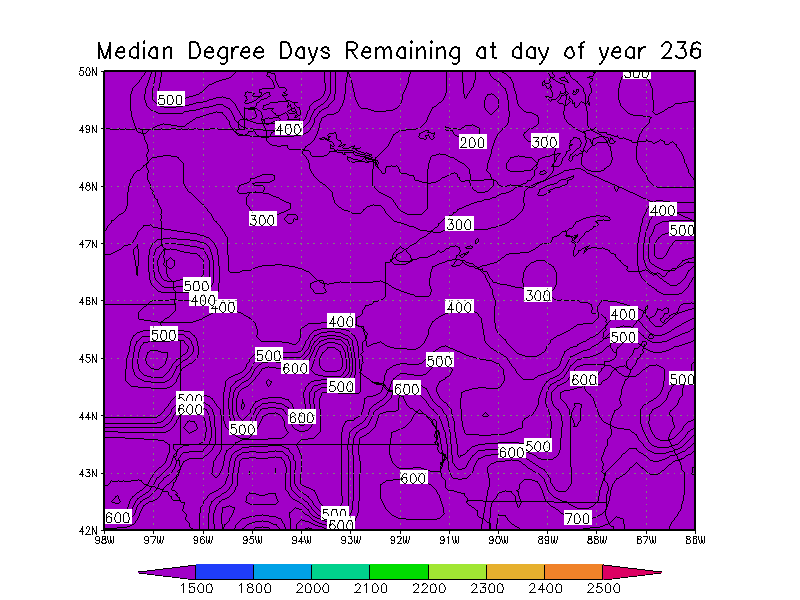 Median Degree Days Remaining at day of year 236
50N 500 300
49N 400 200 300
48N 300 300 400
47N 500
46N 500 400 400 300 400 400
45N 500 400 500 500 600 500
44N 500 600 600 500 600 600 500
43N 500 600 500 600
42N 600 500 600 700
98W 97W 96W 95W 94W 93W 92W 91W 90W 89W 88W 87W 86W
1500 1800 2000 2100 2200 2300 2400 2500